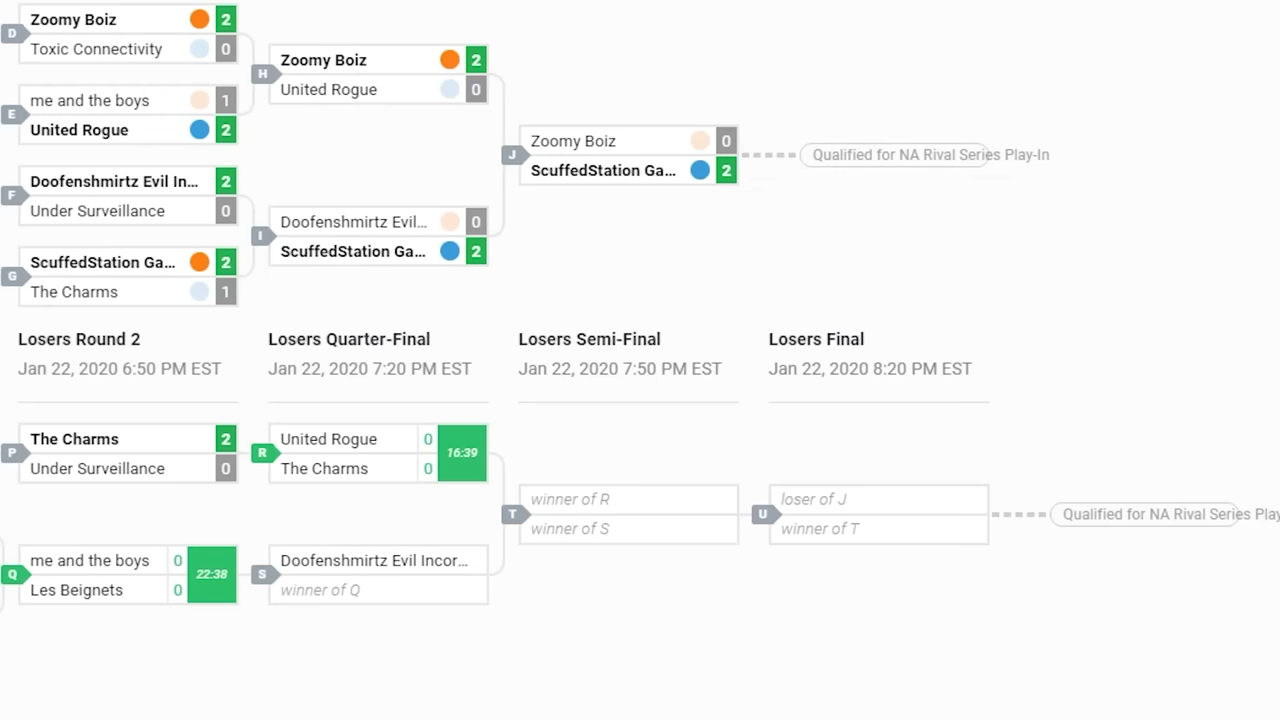 D
Zoomy Boiz 2
Toxic Connectivity 0
E
me and the boys 1
United Rogue 2
F
Doofenshmirtz Evil In... 2
Under Surveillance 0
G
ScuffedStation Ga... 2
The Charms 1
H
Zoomy Boiz 2
United Rogue 0
I
Doofenshmirtz Evil... 0
ScuffedStation Ga... 2
J
Zoomy Boiz 0
ScuffedStation Ga... 2
Qualified for NA Rival Series Play-In
Losers Round 2
Jan 22, 2020 6:50 PM EST
Losers Quarter-Final
Jan 22, 2020 7:20 PM EST
Losers Semi-Final
Jan 22, 2020 7:50 PM EST
Losers Final
Jan 22, 2020 8:20 PM EST
P
The Charms 2
Under Surveillance 0
Q
me and the boys 0
Les Beignets 0
22:38
R
United Rogue 0
The Charms 0
16:39
S
Doofenshmirtz Evil Incor...
winner of Q
T
winner of R
winner of S
U
loser of J
winner of T
Qualified for NA Rival Series Play